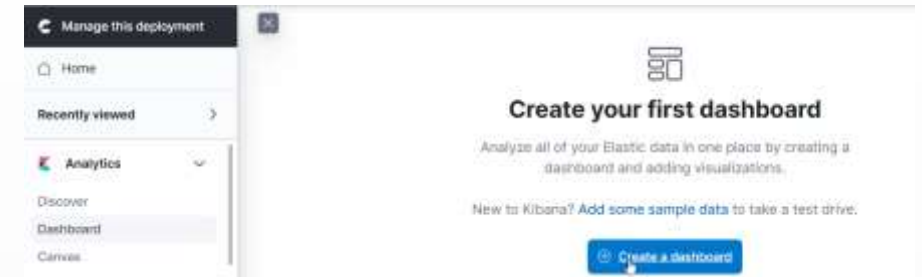 Manage this deployment
Home
Recently viewed
Analytics
Discover
Dashboard
Canvas
Create your first dashboard
Analyze all of your Elastic data in one place by creating a
dashboard and adding visualizations.
New to Kibana? Add some sample data to take a test drive.
Create a dashboard